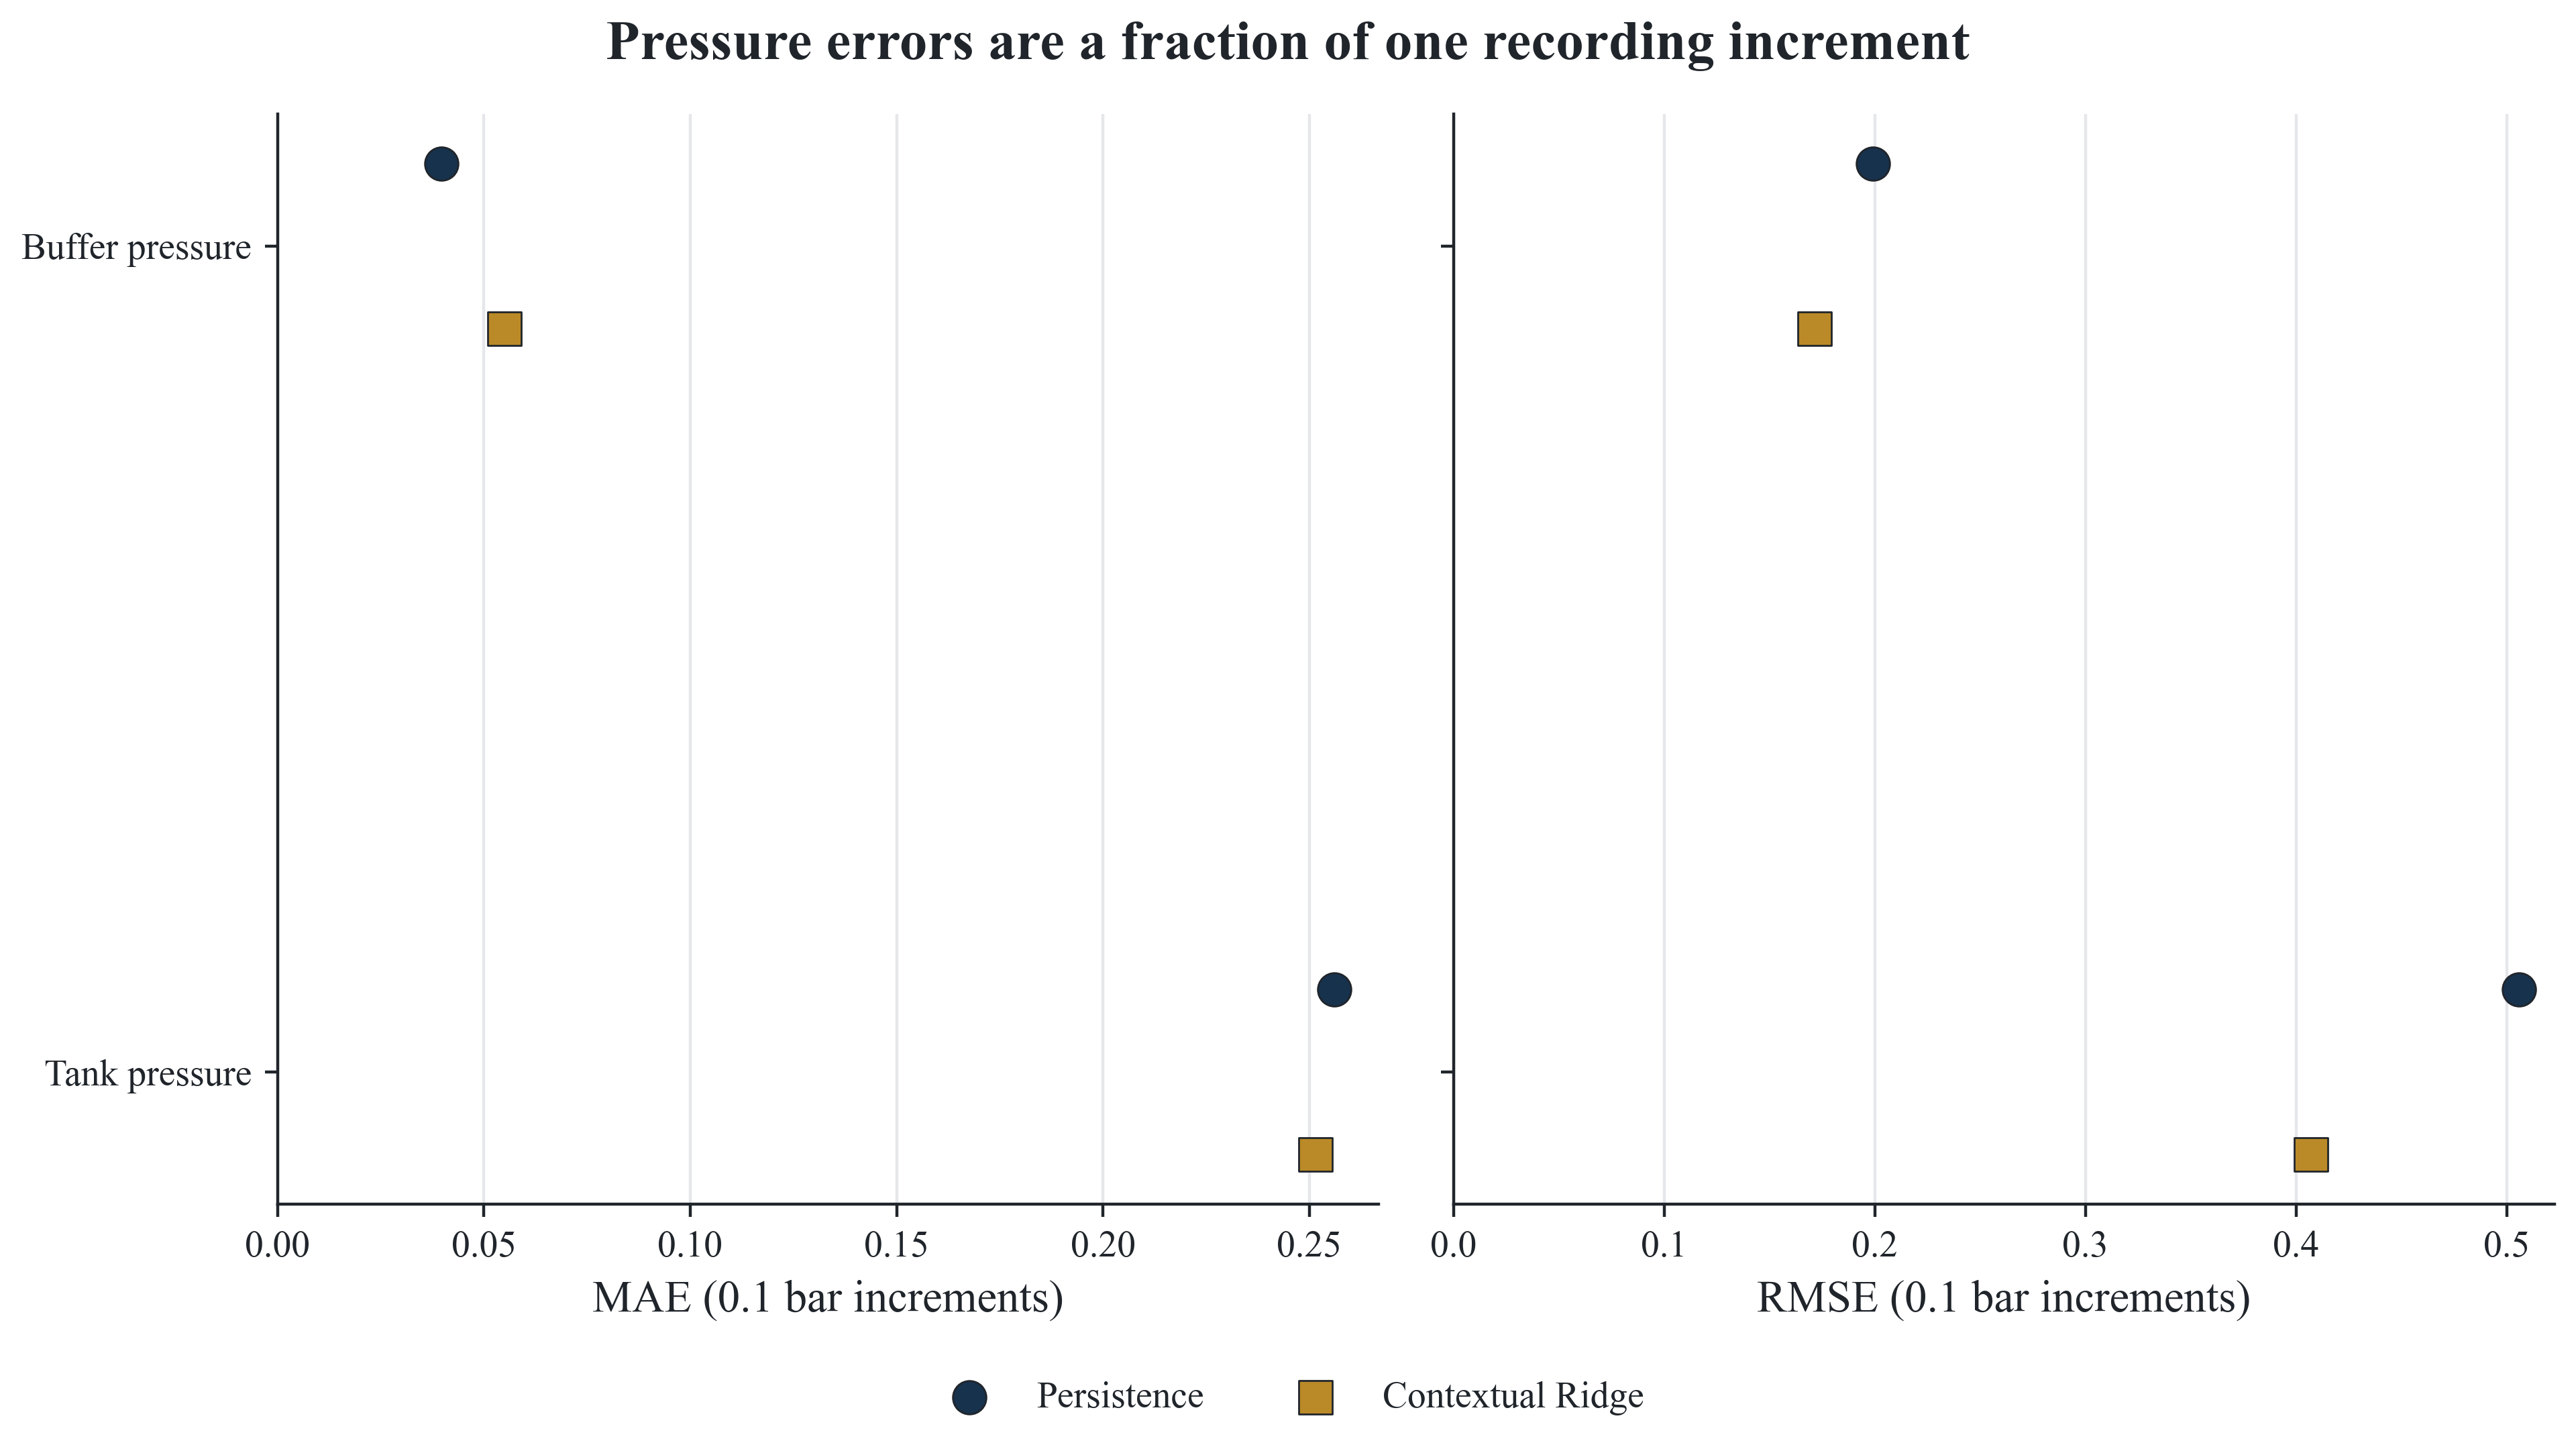 Pressure errors are a fraction of one recording increment
Buffer pressure
Tank pressure
0.00 0.05 0.10 0.15 0.20 0.25
MAE (0.1 bar increments)
0.0 0.1 0.2 0.3 0.4 0.5
RMSE (0.1 bar increments)
Persistence Contextual Ridge